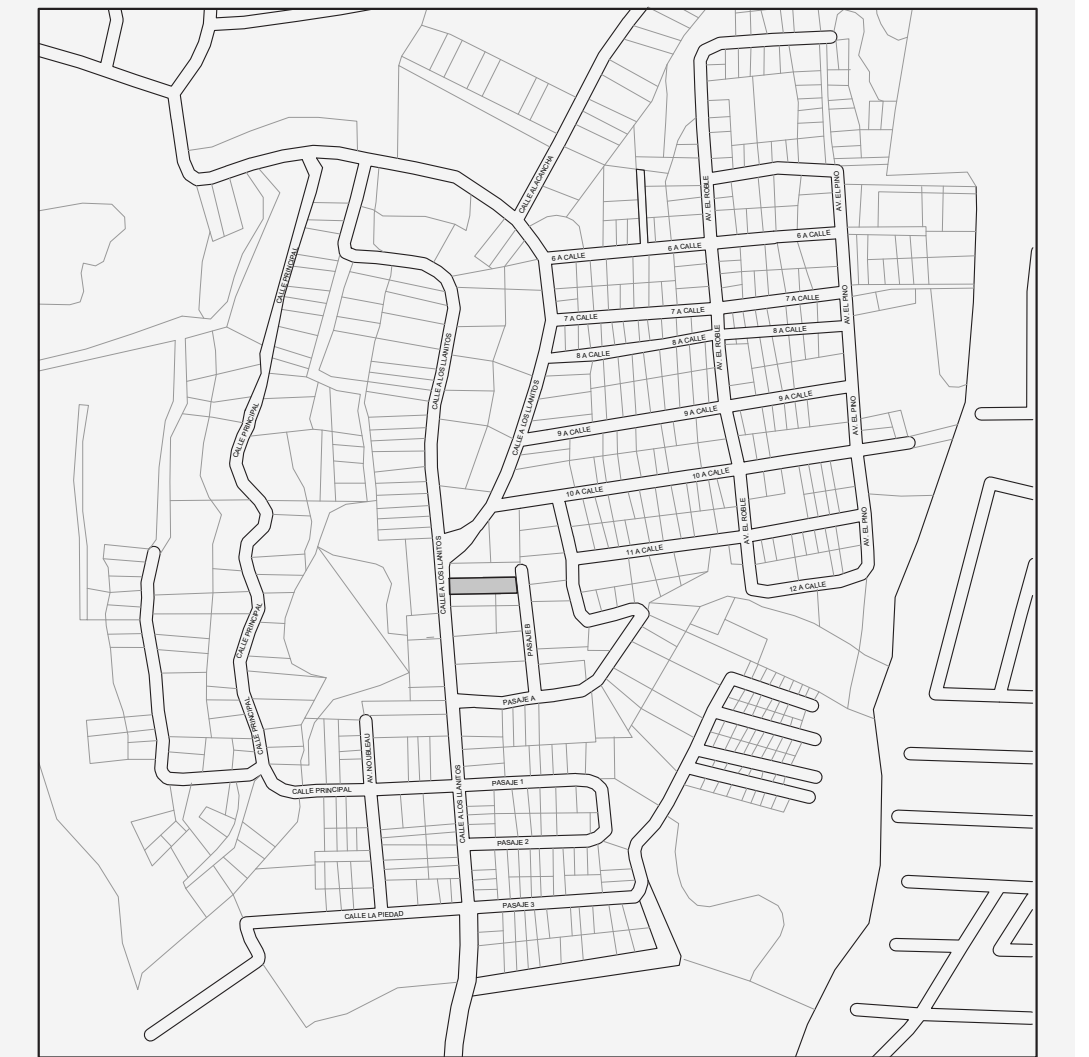 CALLE ALACANCHA
AV. EL ROBLE
AV. EL PINO
6 A CALLE
6 A CALLE
6 A CALLE
CALLE PRINCIPAL
7 A CALLE
7 A CALLE
7 A CALLE
AV. EL PINO
8 A CALLE
8 A CALLE
8 A CALLE
AV. EL ROBLE
CALLE A LOS LLANITOS
CALLE A LOS LLANITOS
CALLE PRINCIPAL
9 A CALLE
9 A CALLE
9 A CALLE
AV. EL PINO
10 A CALLE
10 A CALLE
AV. EL ROBLE
AV. EL PINO
11 A CALLE
12 A CALLE
CALLE A LOS LLANITOS
CALLE PRINCIPAL
PASAJE B
PASAJE A
CALLE PRINCIPAL
AV. NOUBLEAU
CALLE PRINCIPAL
CALLE A LOS LLANITOS
PASAJE 1
PASAJE 2
PASAJE 3
CALLE LA PIEDAD